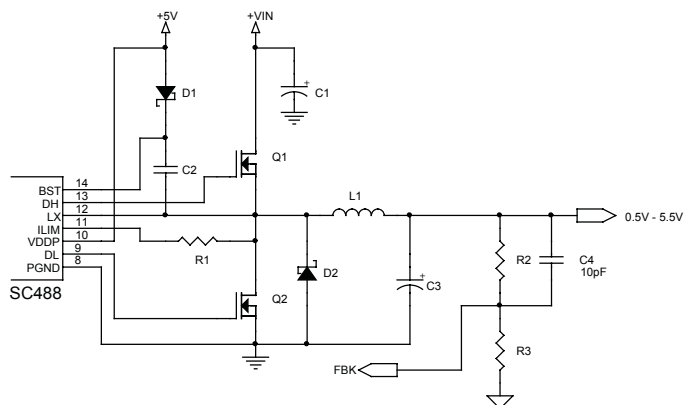 +5V
+VIN
D1
+
C1
C2
Q1
BST 14
DH 13
LX 12
ILIM 11
VDDP 10
DL 9
PGND 8
SC488
R1
L1
0.5V - 5.5V
D2
+
C3
R2
C4
10pF
Q2
R3
FBK